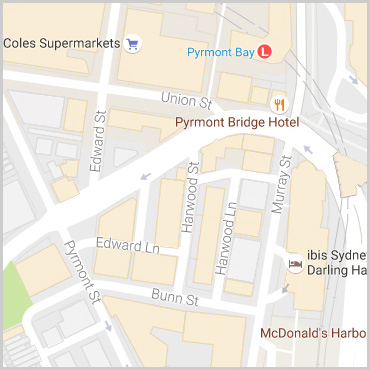 Coles Supermarkets
Pyrmont Bay
L
Union St
Pyrmont Bridge Hotel
Edward St
Harwood St
Murray St
Harwood Ln
Edward Ln
ibis Sydne
Darling Ha
Pyrmont St
Bunn St
McDonald's Harbo